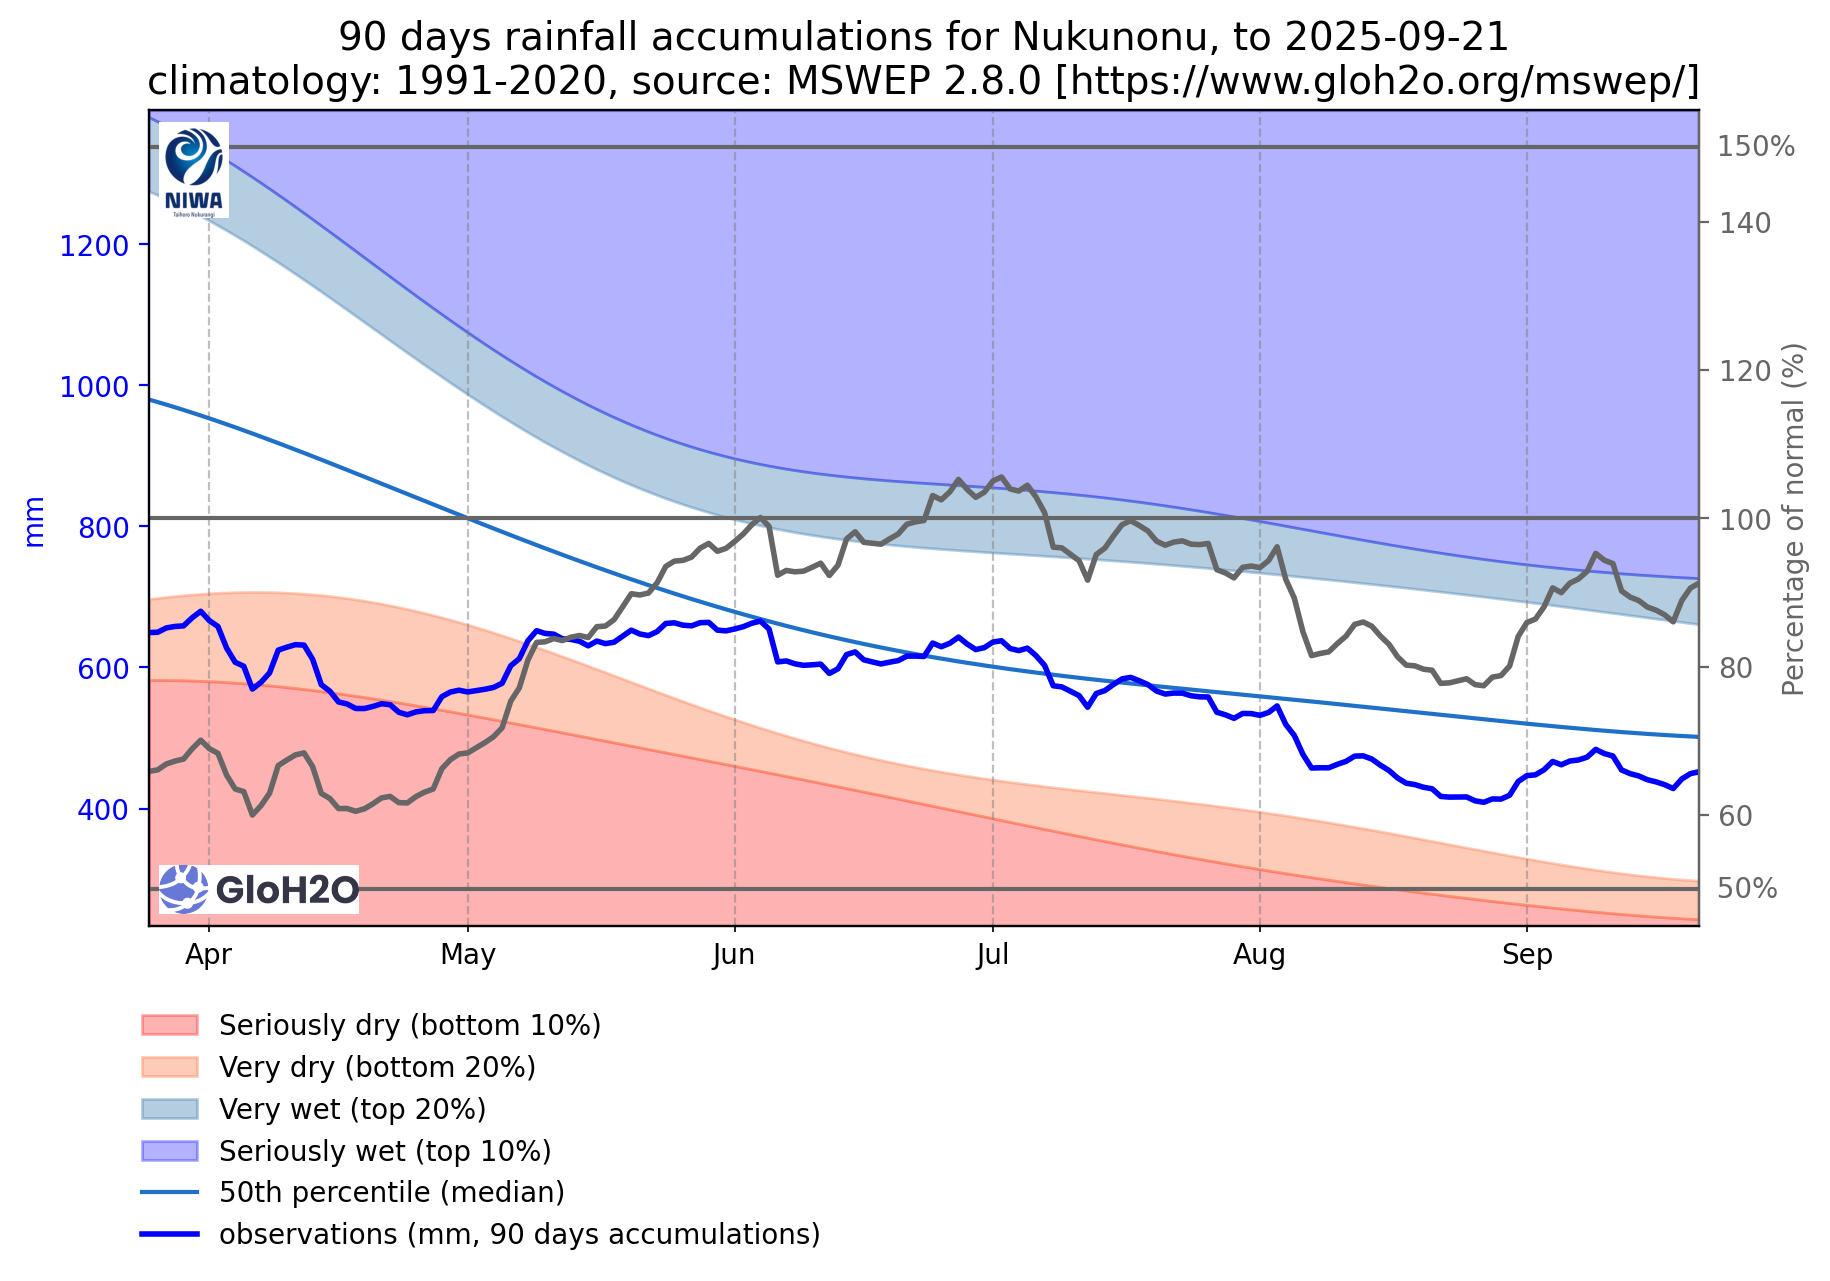 90 days rainfall accumulations for Nukunonu, to 2025-09-21
climatology: 1991-2020, source: MSWEP 2.8.0 [https://www.gloh2o.org/mswep/]
NIWA
Taihoro Nukurangi
150%
140
1200
120
1000
Percentage of normal (%)
mm
800
100
600
80
400
60
GloH2O
50%
Apr
May
Jun
Jul
Aug
Sep
Seriously dry (bottom 10%)
Very dry (bottom 20%)
Very wet (top 20%)
Seriously wet (top 10%)
50th percentile (median)
observations (mm, 90 days accumulations)